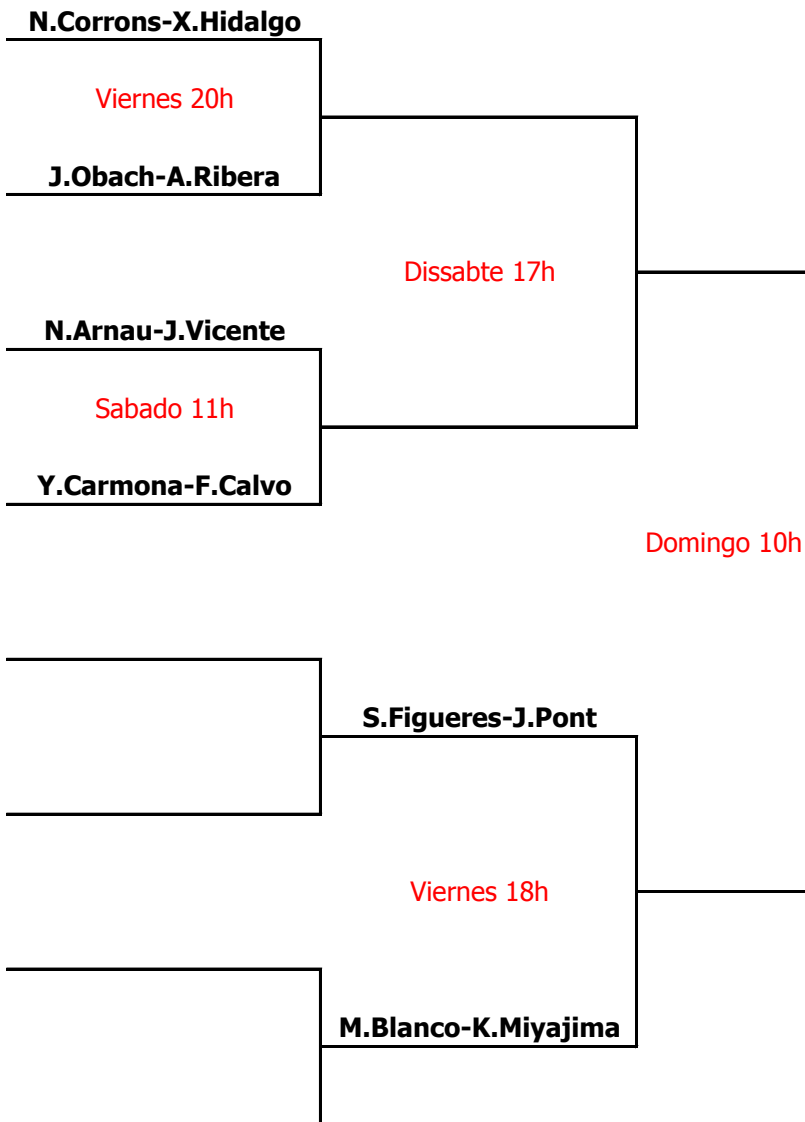 N.Corrons-X.Hidalgo
Viernes 20h
J.Obach-A.Ribera
Dissabte 17h
N.Arnau-J.Vicente
Sabado 11h
Y.Carmona-F.Calvo
Domingo 10h
S.Figueres-J.Pont
Viernes 18h
M.Blanco-K.Miyajima